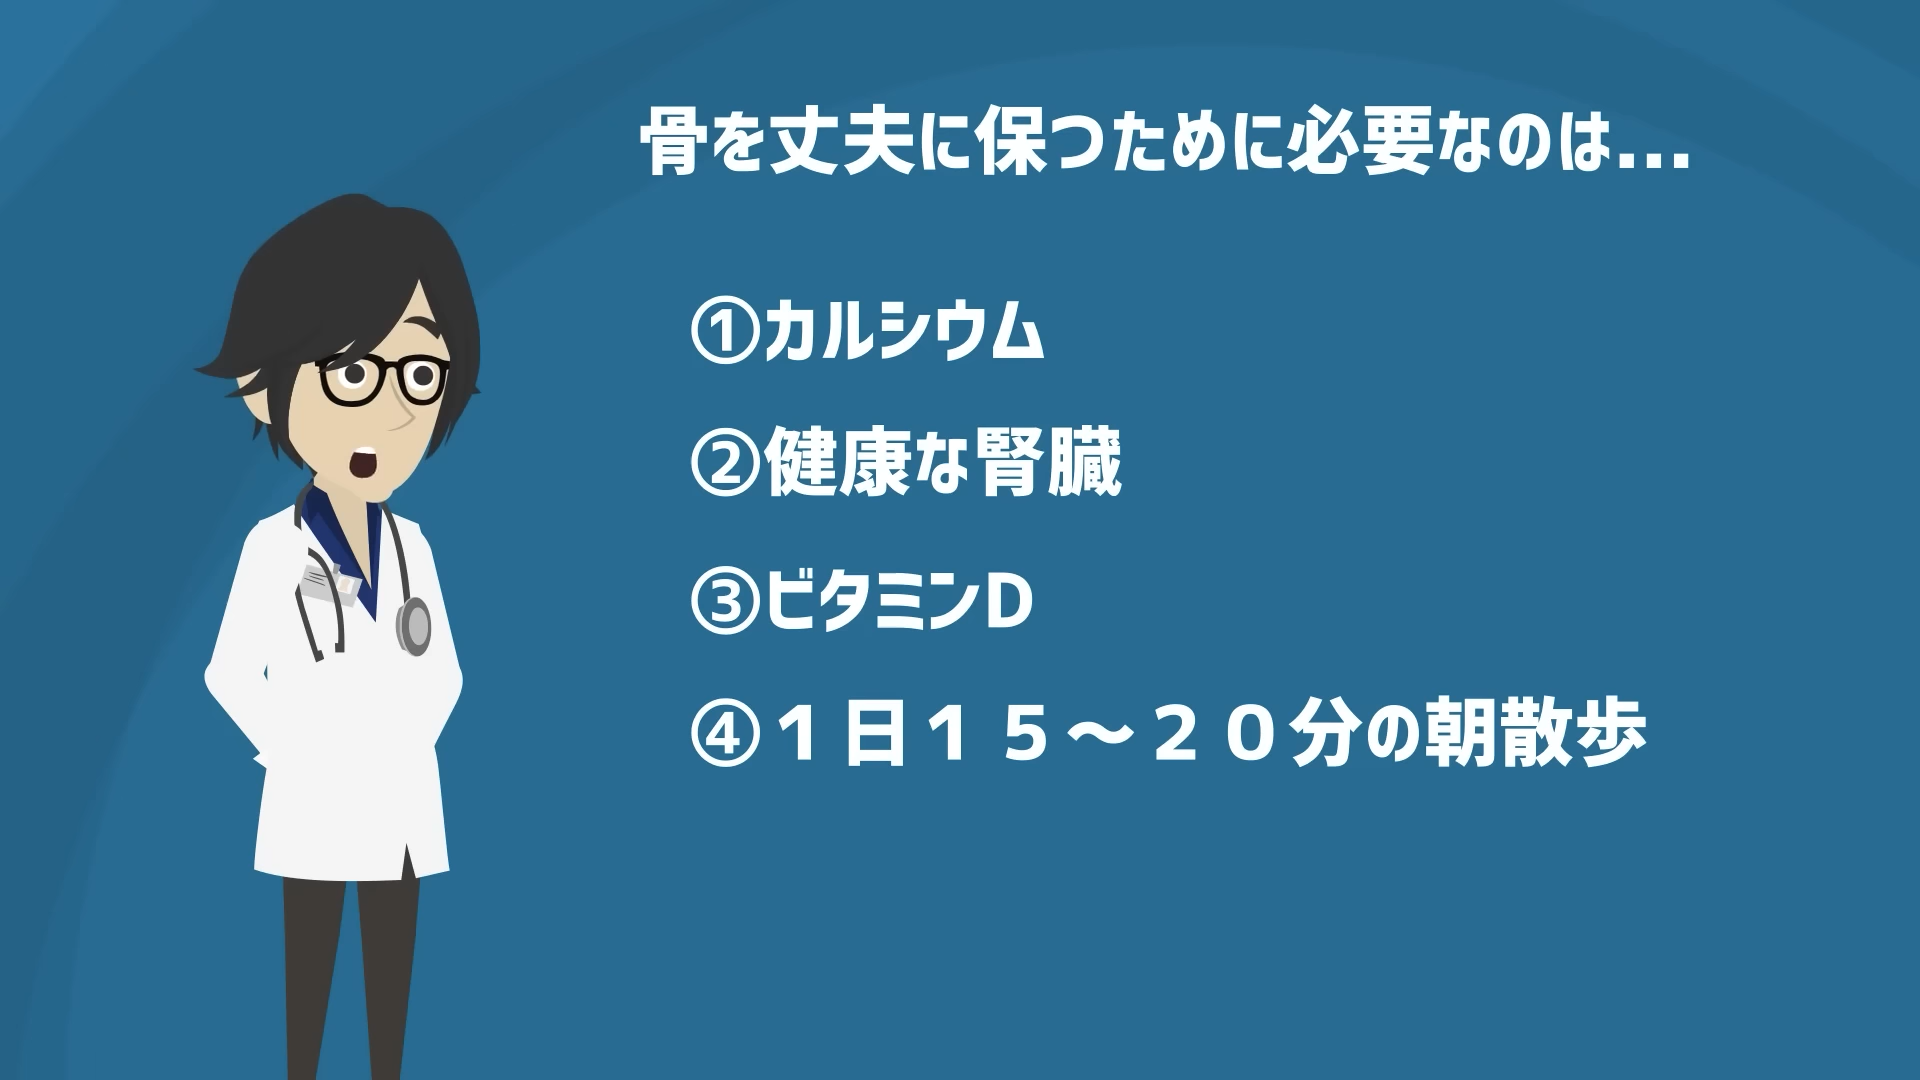 骨を丈夫に保つために必要なのは...
①カルシウム
②健康な腎臓
③ビタミンD
④１日１５～２０分の朝散歩